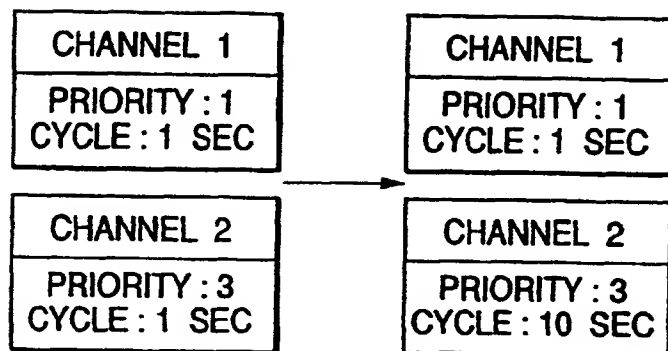 CHANNEL 1
PRIORITY : 1
CYCLE : 1 SEC
CHANNEL 2
PRIORITY : 3
CYCLE : 1 SEC
CHANNEL 1
PRIORITY : 1
CYCLE : 1 SEC
CHANNEL 2
PRIORITY : 3
CYCLE : 10 SEC